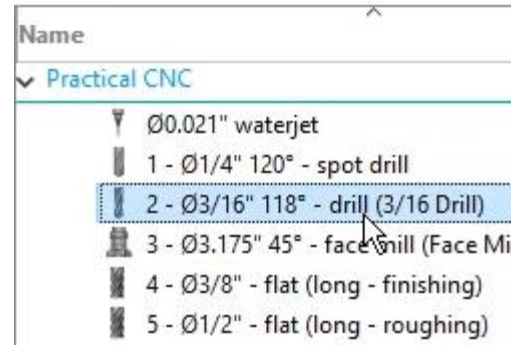 Name
Practical CNC
Ø0.021" waterjet
1 - Ø1/4" 120° - spot drill
2 - Ø3/16" 118° - drill (3/16 Drill)
3 - Ø3.175" 45° - face mill (Face Mi
4 - Ø3/8" - flat (long - finishing)
5 - Ø1/2" - flat (long - roughing)